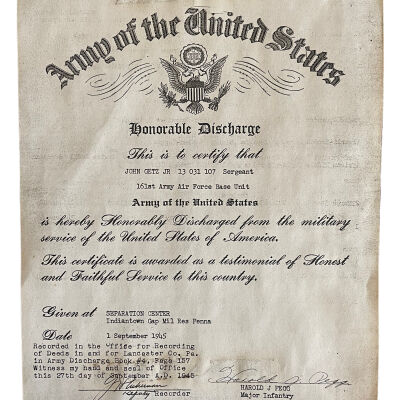 Army of the United States
Honorable Discharge
This is to certify that
JOHN GETZ JR 13 031 107 Sergeant
161st Army Air Force Base Unit
Army of the United States
is hereby Honorably Discharged from the military
service of the United States of America.
This certificate is awarded as a testimonial of Honest
and Faithful Service to this country.
Given at SEPARATION CENTER
Indiantown Gap Mil Res Penna
Date 1 September 1945
Recorded in the Office for Recording
of Deeds in and for Lancaster Co. Pa.
in Army Discharge Book #4, Page 157
Witness my hand and seal of Office
this 27th day of September A.D. 1945
Deputy Recorder
Harold J. Pegg
HAROLD J PEGG
Major Infantry